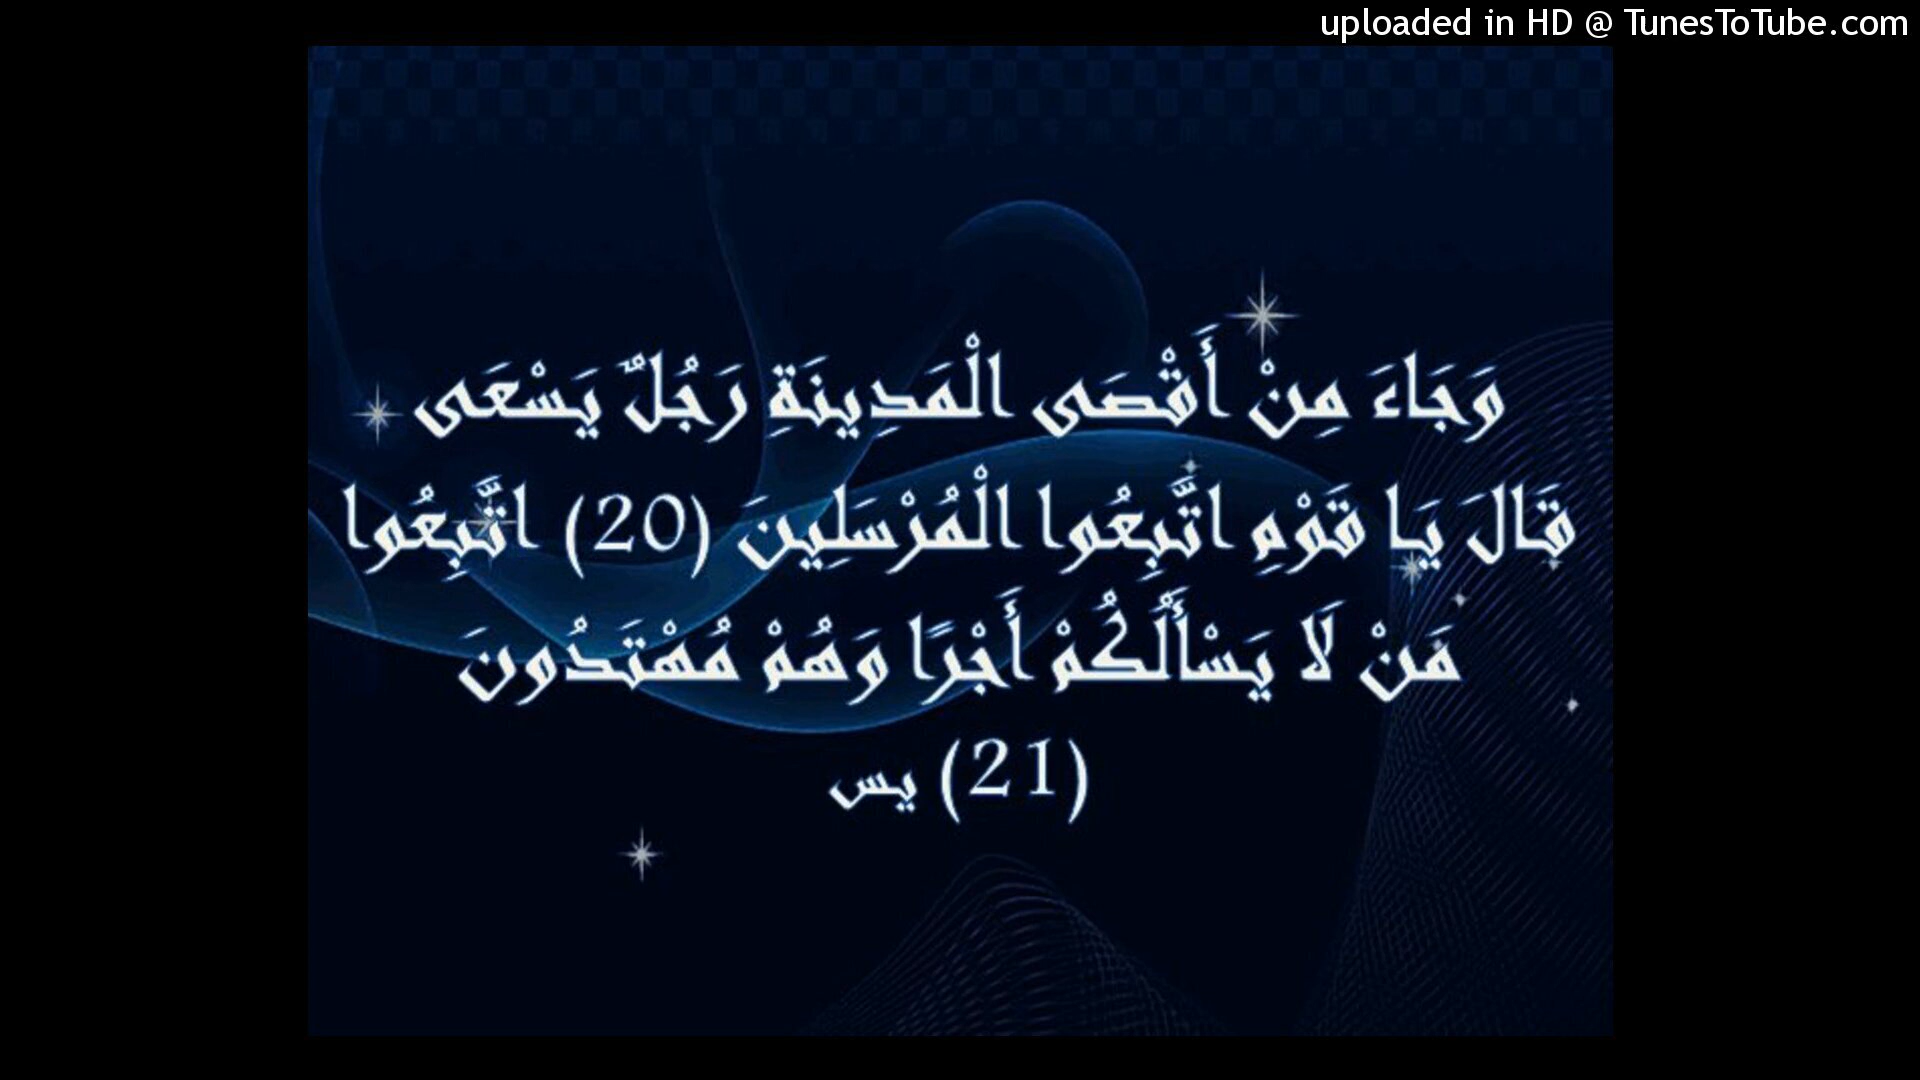 uploaded in HD @ TunesToTube.com
وَجَاءَ مِنْ أَقْصَى الْمَدِينَةِ رَجُلٌ يَسْعَى
قَالَ يَا قَوْمِ اتَّبِعُوا الْمُرْسَلِينَ (20) اتَّبِعُوا
مَنْ لَا يَسْأَلُكُمْ أَجْرًا وَهُمْ مُهْتَدُونَ
(21) يس